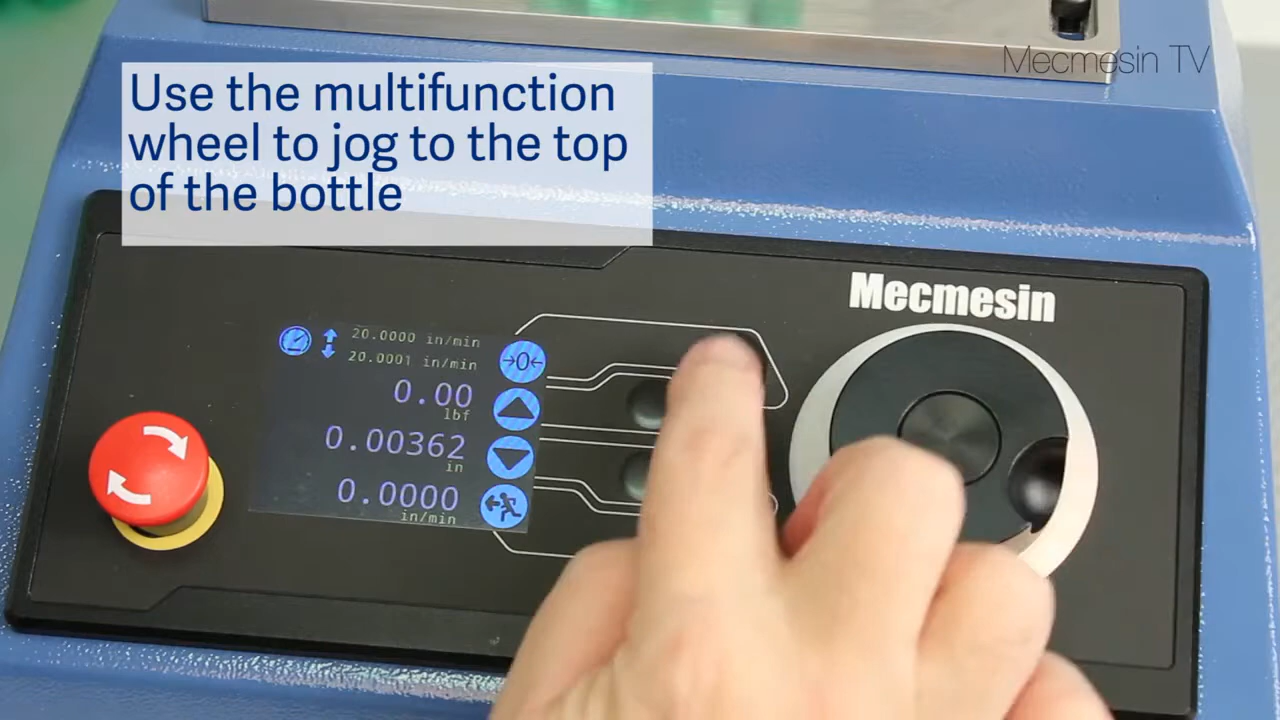 Mecmesin TV
Use the multifunction
wheel to jog to the top
of the bottle
Mecmesin
20.0000 in/min
20.0001 in/min
→0←
0.00
lbf
0.00362
in
0.0000
in/min